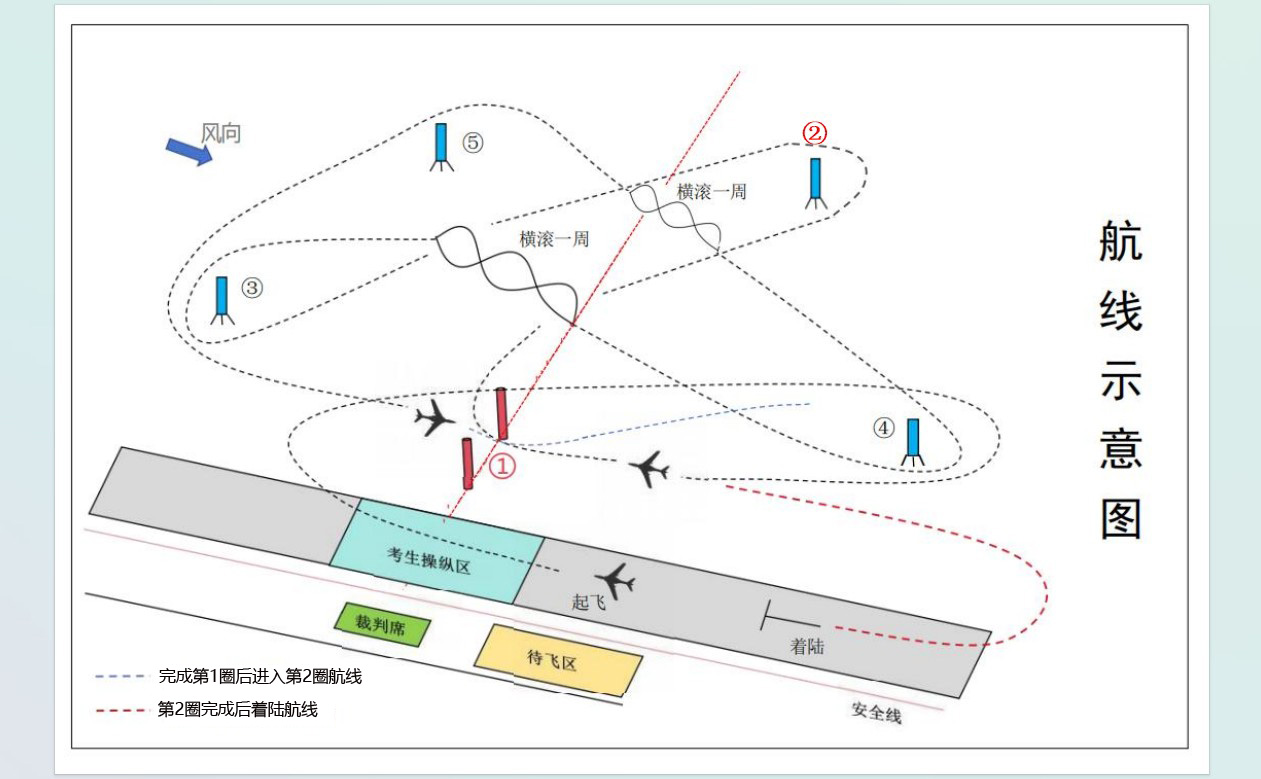 风向
⑤
②
横滚一周
横滚一周
③
④
①
航线示意图
考生操纵区
起飞
裁判席
待飞区
着陆
安全线
完成第1圈后进入第2圈航线
第2圈完成后着陆航线